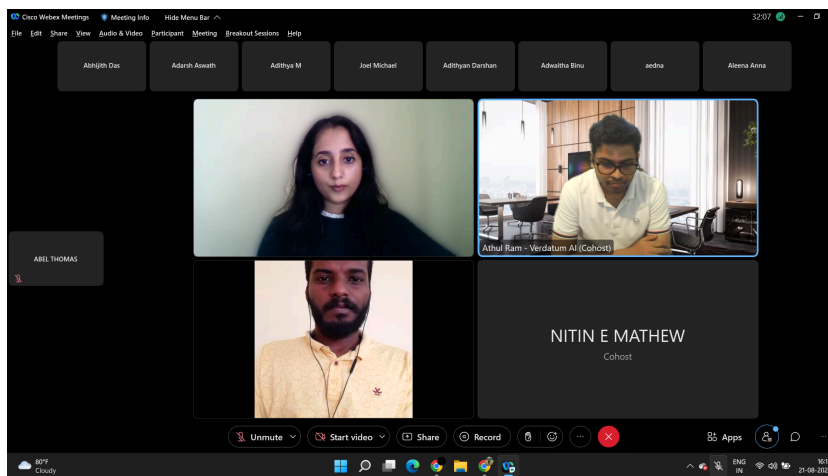 Cisco Webex Meetings Meeting Info Hide Menu Bar 32:07
File Edit Share View Audio & Video Participant Meeting Breakout Sessions Help
Abhijith Das Adarsh Aswath Adithya M Joel Michael Adithyan Darshan Adwaitha Binu aedna Aleena Anna
Athul Ram - Verdatum AI (Cohost)
ABEL THOMAS
NITIN E MATHEW
Cohost
Unmute Start video Share Record Apps
80°F
Cloudy
ENG
IN
16:1
21-08-202